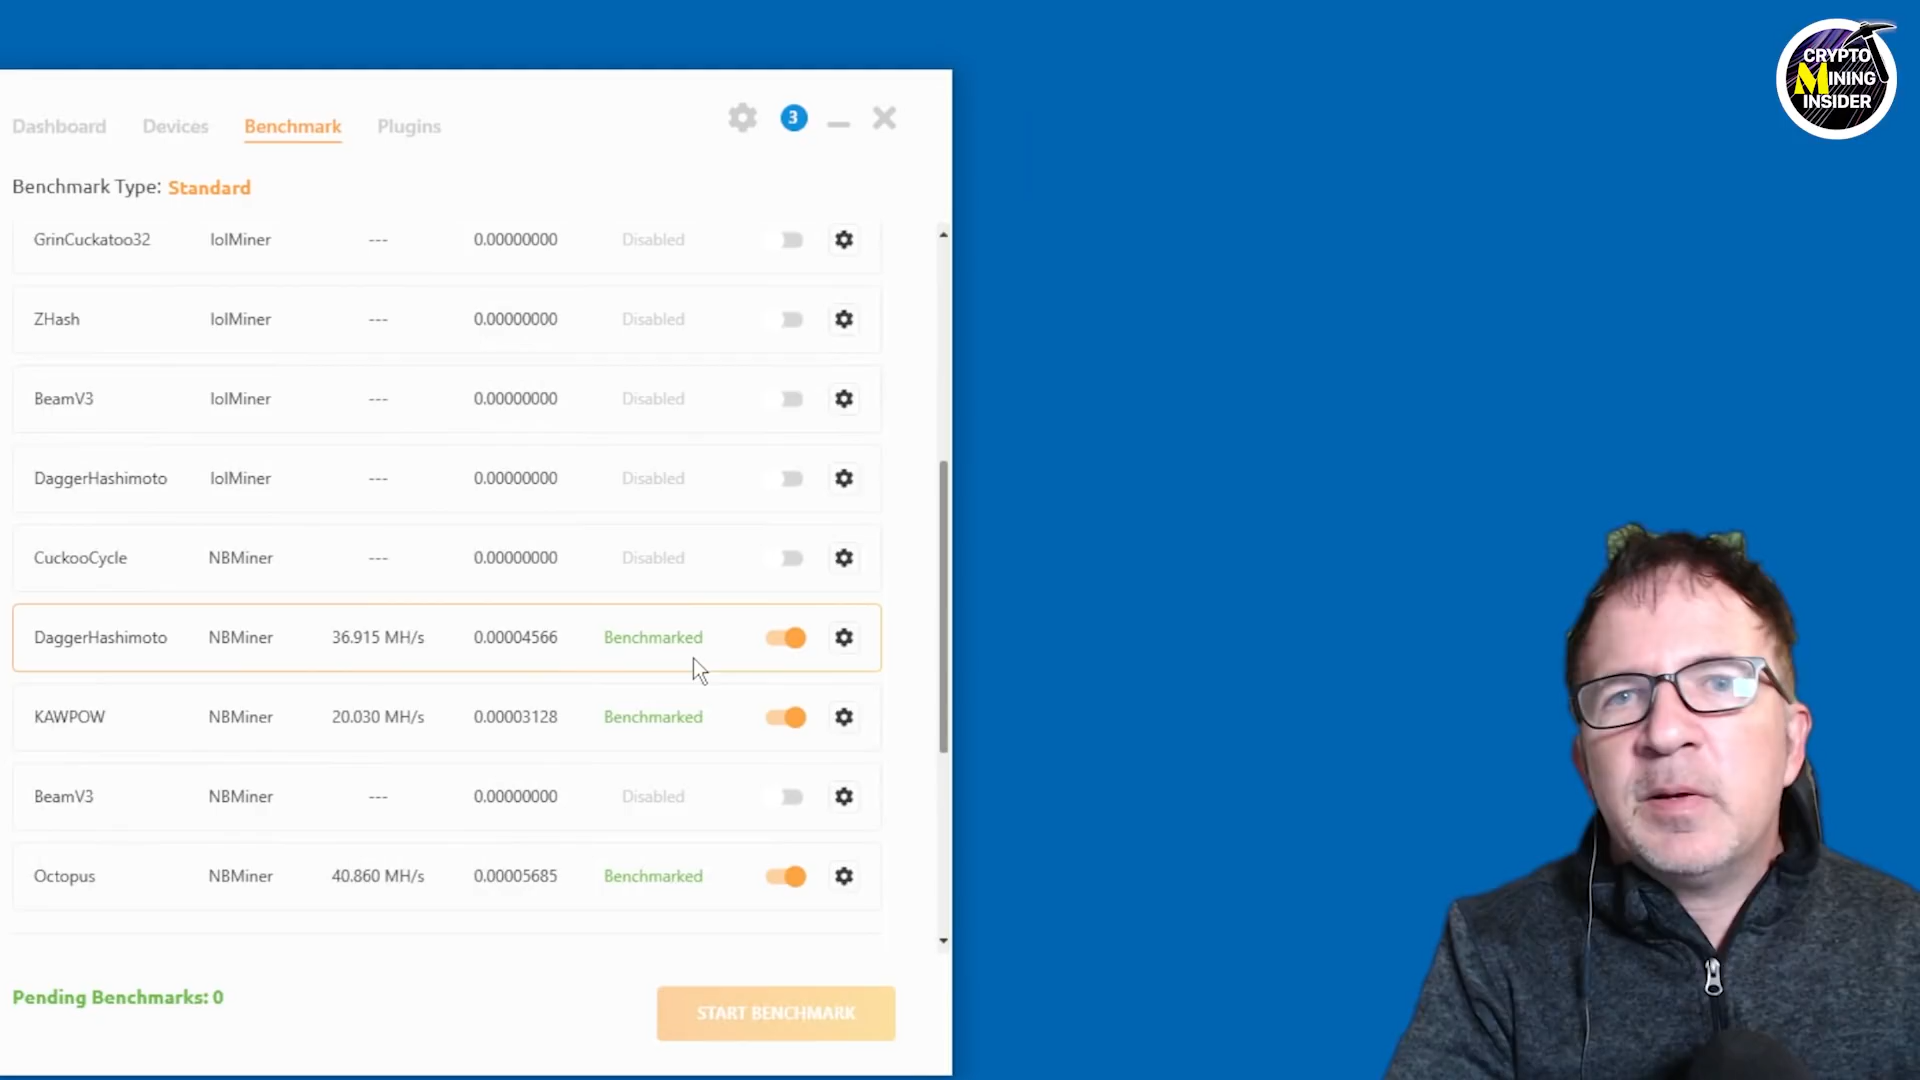 CRYPTO
MINING
INSIDER
Dashboard Devices Benchmark Plugins 3
Benchmark Type: Standard
GrinCuckatoo32 lolMiner --- 0.00000000 Disabled
ZHash lolMiner --- 0.00000000 Disabled
BeamV3 lolMiner --- 0.00000000 Disabled
DaggerHashimoto lolMiner --- 0.00000000 Disabled
CuckooCycle NBMiner --- 0.00000000 Disabled
DaggerHashimoto NBMiner 36.915 MH/s 0.00004566 Benchmarked
KAWPOW NBMiner 20.030 MH/s 0.00003128 Benchmarked
BeamV3 NBMiner --- 0.00000000 Disabled
Octopus NBMiner 40.860 MH/s 0.00005685 Benchmarked
Pending Benchmarks: 0
START BENCHMARK